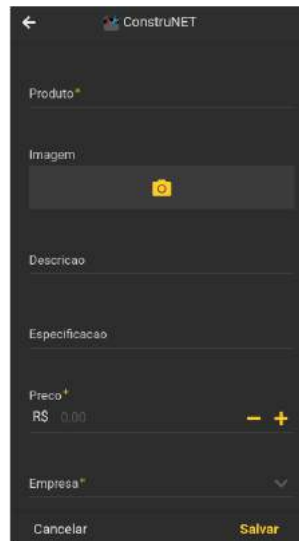 ConstruNET
Produto*
Imagem
Descricao
Especificacao
Preco*
R$ 0.00
Empresa*
Cancelar Salvar